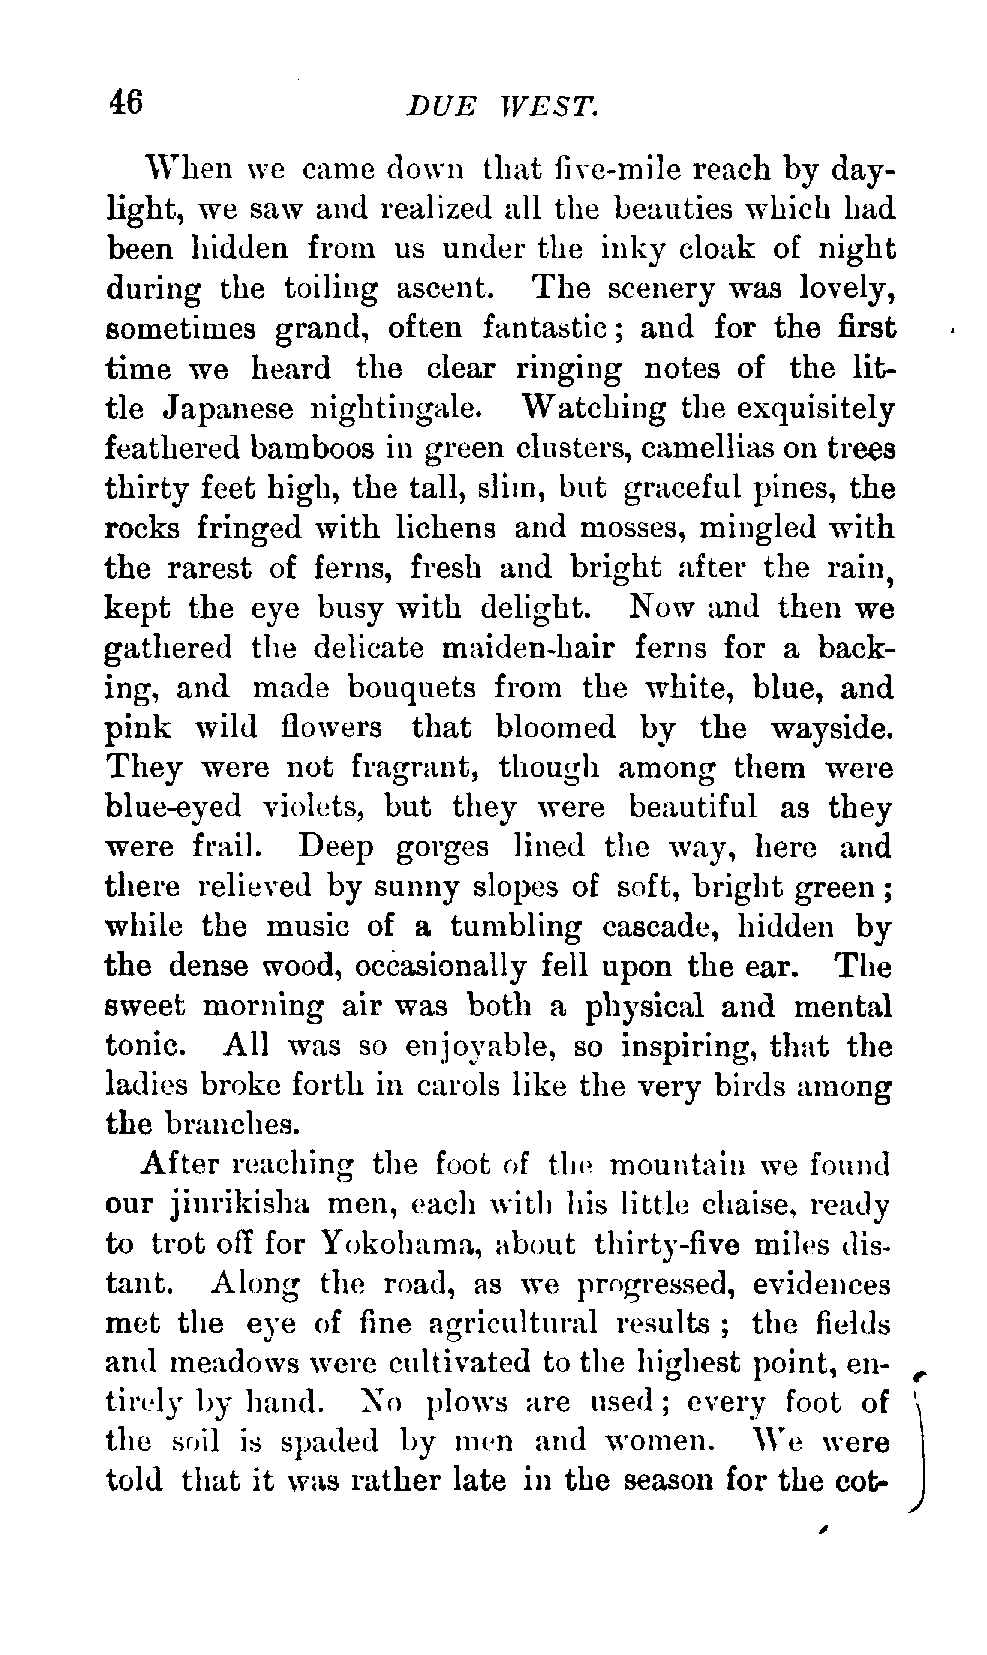 46 DUE WEST.
When we came down that five-mile reach by day-
light, we saw and realized all the beauties which had
been hidden from us under the inky cloak of night
during the toiling ascent. The scenery was lovely,
sometimes grand, often fantastic; and for the first
time we heard the clear ringing notes of the lit-
tle Japanese nightingale. Watching the exquisitely
feathered bamboos in green clusters, camellias on trees
thirty feet high, the tall, slim, but graceful pines, the
rocks fringed with lichens and mosses, mingled with
the rarest of ferns, fresh and bright after the rain,
kept the eye busy with delight. Now and then we
gathered the delicate maiden-hair ferns for a back-
ing, and made bouquets from the white, blue, and
pink wild flowers that bloomed by the wayside.
They were not fragrant, though among them were
blue-eyed violets, but they were beautiful as they
were frail. Deep gorges lined the way, here and
there relieved by sunny slopes of soft, bright green;
while the music of a tumbling cascade, hidden by
the dense wood, occasionally fell upon the ear. The
sweet morning air was both a physical and mental
tonic. All was so enjoyable, so inspiring, that the
ladies broke forth in carols like the very birds among
the branches.
After reaching the foot of the mountain we found
our jinrikisha men, each with his little chaise, ready
to trot off for Yokohama, about thirty-five miles dis-
tant. Along the road, as we progressed, evidences
met the eye of fine agricultural results; the fields
and meadows were cultivated to the highest point, en-
tirely by hand. No plows are used; every foot of
the soil is spaded by men and women. We were
told that it was rather late in the season for the cot-